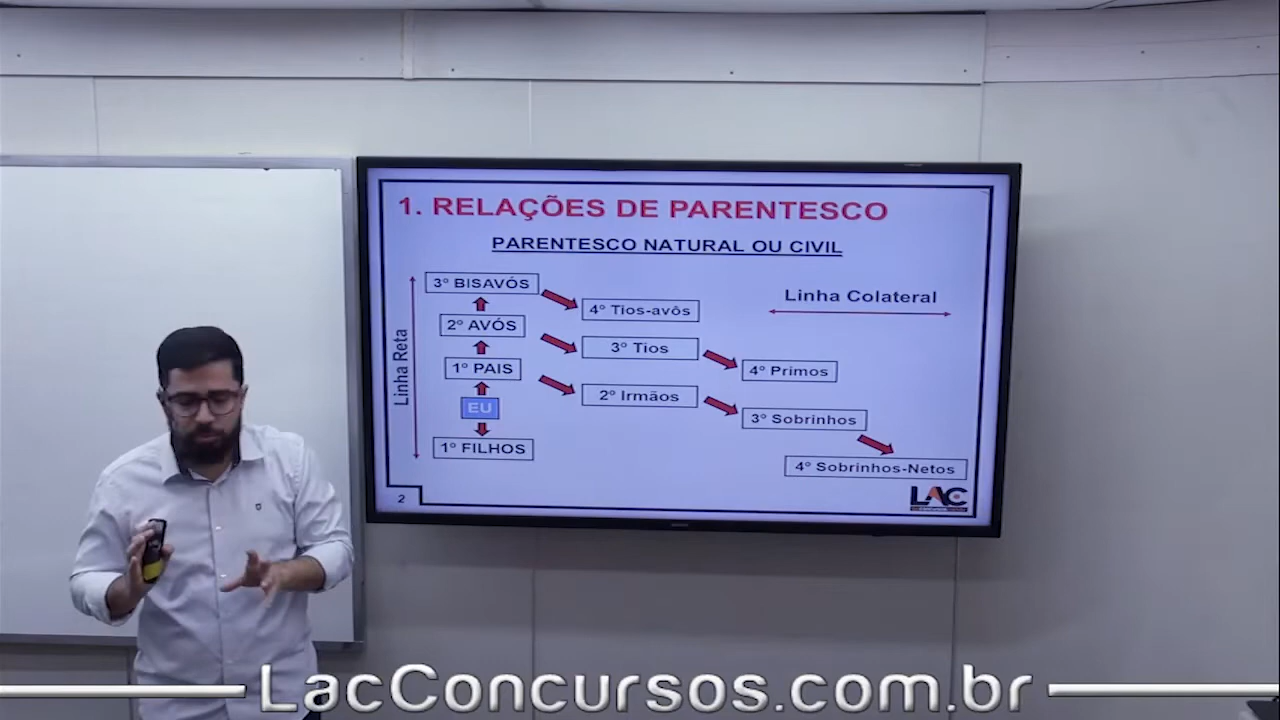 1. RELAÇÕES DE PARENTESCO
PARENTESCO NATURAL OU CIVIL
Linha Reta
3º BISAVÓS
2º AVÓS
1º PAIS
EU
1º FILHOS
4º Tios-avôs
3º Tios
2º Irmãos
Linha Colateral
4º Primos
3º Sobrinhos
4º Sobrinhos-Netos
2
LAC
LacConcursos.com.br